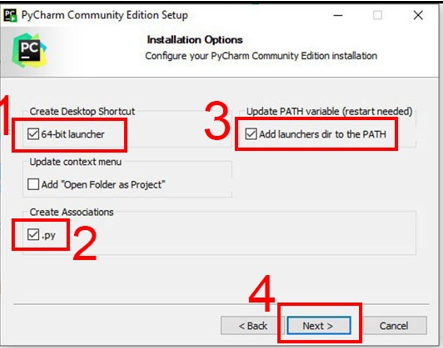 PyCharm Community Edition Setup
PC
Installation Options
Configure your PyCharm Community Edition installation
1
Create Desktop Shortcut
64-bit launcher
3
Update PATH variable (restart needed)
Add launchers dir to the PATH
Update context menu
Add "Open Folder as Project"
Create Associations
.py
2
4
< Back
Next >
Cancel